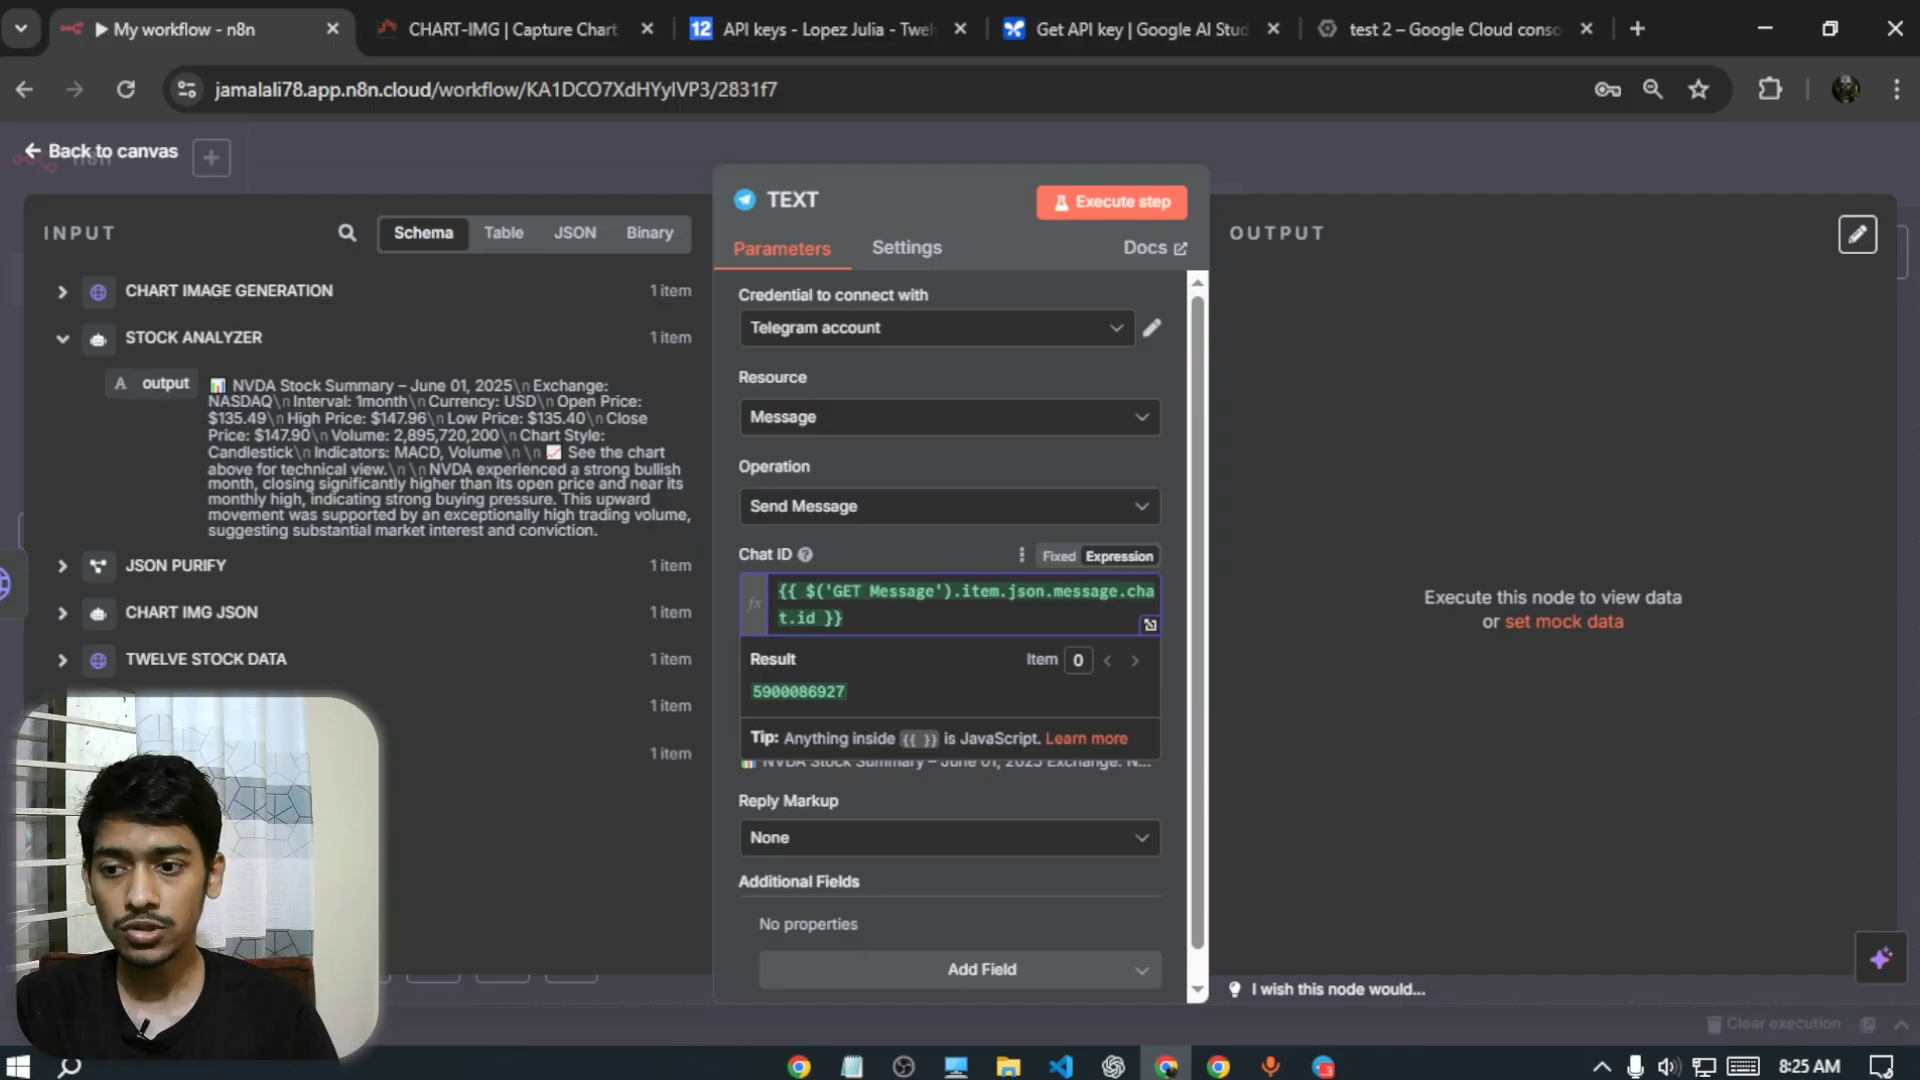 My workflow - n8n
CHART-IMG | Capture Chart
12
API keys - Lopez Julia - Twel
Get API key | Google AI Stud
test 2 – Google Cloud conso
jamalali78.app.n8n.cloud/workflow/KA1DCO7XdHYyIVP3/2831f7
Back to canvas
INPUT
Schema
Table
JSON
Binary
CHART IMAGE GENERATION
1 item
STOCK ANALYZER
1 item
A output
📊 NVDA Stock Summary – June 01, 2025\n Exchange:
NASDAQ\n Interval: 1month\n Currency: USD\n Open Price:
$135.49\n High Price: $147.96\n Low Price: $135.40\n Close
Price: $147.90\n Volume: 2,895,720,200\n Chart Style:
Candlestick\n Indicators: MACD, Volume\n \n 📈 See the chart
above for technical view.\n \n NVDA experienced a strong bullish
month, closing significantly higher than its open price and near its
monthly high, indicating strong buying pressure. This upward
movement was supported by an exceptionally high trading volume,
suggesting substantial market interest and conviction.
JSON PURIFY
1 item
CHART IMG JSON
1 item
TWELVE STOCK DATA
1 item
1 item
1 item
TEXT
Execute step
Parameters
Settings
Docs
Credential to connect with
Telegram account
Resource
Message
Operation
Send Message
Chat ID
Fixed
Expression
fx
{{ $('GET Message').item.json.message.cha
t.id }}
Result
Item
0
5900086927
Tip: Anything inside {{ }} is JavaScript. Learn more
📊 NVDA Stock Summary – June 01, 2025 Exchange: N...
Reply Markup
None
Additional Fields
No properties
Add Field
OUTPUT
Execute this node to view data
or set mock data
I wish this node would...
Clear execution
8:25 AM